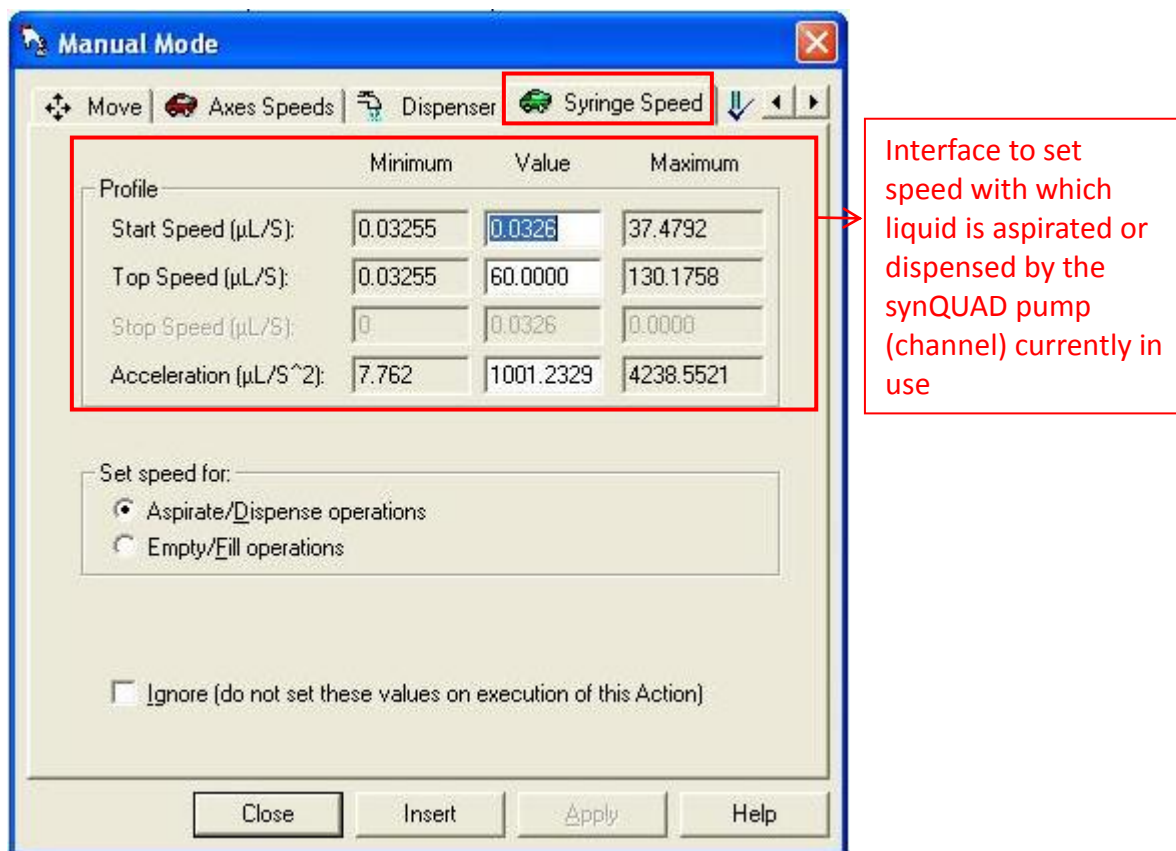 Manual Mode
Move Axes Speeds Dispenser Syringe Speed
Minimum Value Maximum
Profile
Start Speed (µL/S): 0.03255 0.0326 37.4792
Top Speed (µL/S): 0.03255 60.0000 130.1758
Stop Speed (µL/S): 0 0.0326 0.0000
Acceleration (µL/S^2): 7.762 1001.2329 4238.5521
Set speed for:
Aspirate/Dispense operations
Empty/Fill operations
Ignore (do not set these values on execution of this Action)
Close Insert Apply Help
Interface to set
speed with which
liquid is aspirated or
dispensed by the
synQUAD pump
(channel) currently in
use